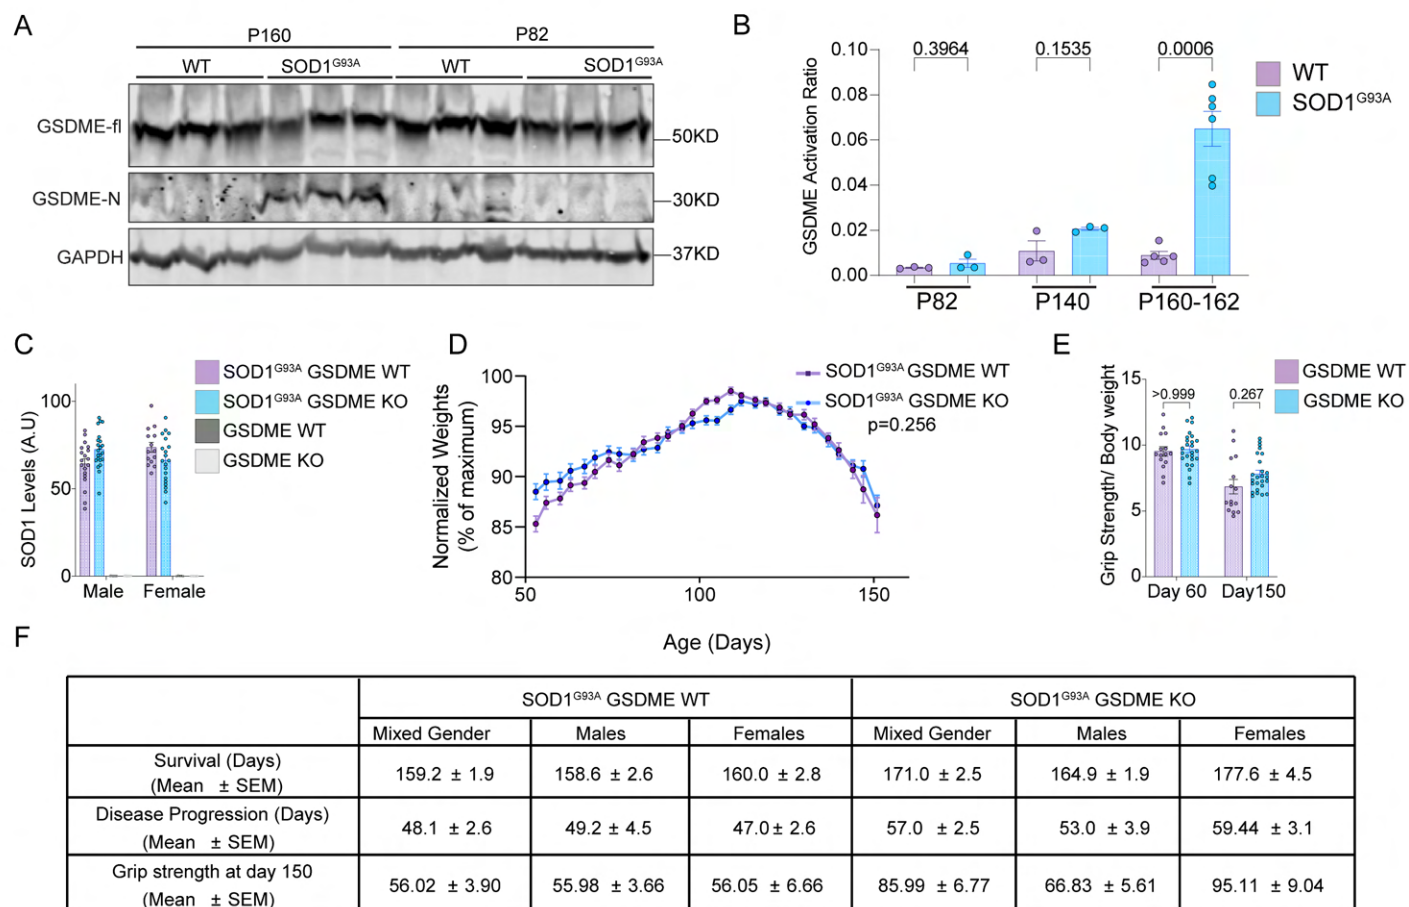 A
P160
P82
WT
SOD1G93A
WT
SOD1G93A
GSDME-fl
50KD
GSDME-N
30KD
GAPDH
37KD
B
GSDME Activation Ratio
0.10
0.08
0.06
0.04
0.02
0.00
0.3964
0.1535
0.0006
P82
P140
P160-162
WT
SOD1G93A
C
SOD1 Levels (A.U)
100
50
0
Male
Female
SOD1G93A GSDME WT
SOD1G93A GSDME KO
GSDME WT
GSDME KO
D
Normalized Weights
(% of maximum)
100
95
90
85
80
50
100
150
Age (Days)
SOD1G93A GSDME WT
SOD1G93A GSDME KO
p=0.256
E
Grip Strength/ Body weight
15
10
5
0
>0.999
0.267
Day 60
Day150
GSDME WT
GSDME KO
F
SOD1G93A GSDME WT
SOD1G93A GSDME KO
Mixed Gender
Males
Females
Mixed Gender
Males
Females
Survival (Days)
(Mean ± SEM)
159.2 ± 1.9
158.6 ± 2.6
160.0 ± 2.8
171.0 ± 2.5
164.9 ± 1.9
177.6 ± 4.5
Disease Progression (Days)
(Mean ± SEM)
48.1 ± 2.6
49.2 ± 4.5
47.0 ± 2.6
57.0 ± 2.5
53.0 ± 3.9
59.44 ± 3.1
Grip strength at day 150
(Mean ± SEM)
56.02 ± 3.90
55.98 ± 3.66
56.05 ± 6.66
85.99 ± 6.77
66.83 ± 5.61
95.11 ± 9.04